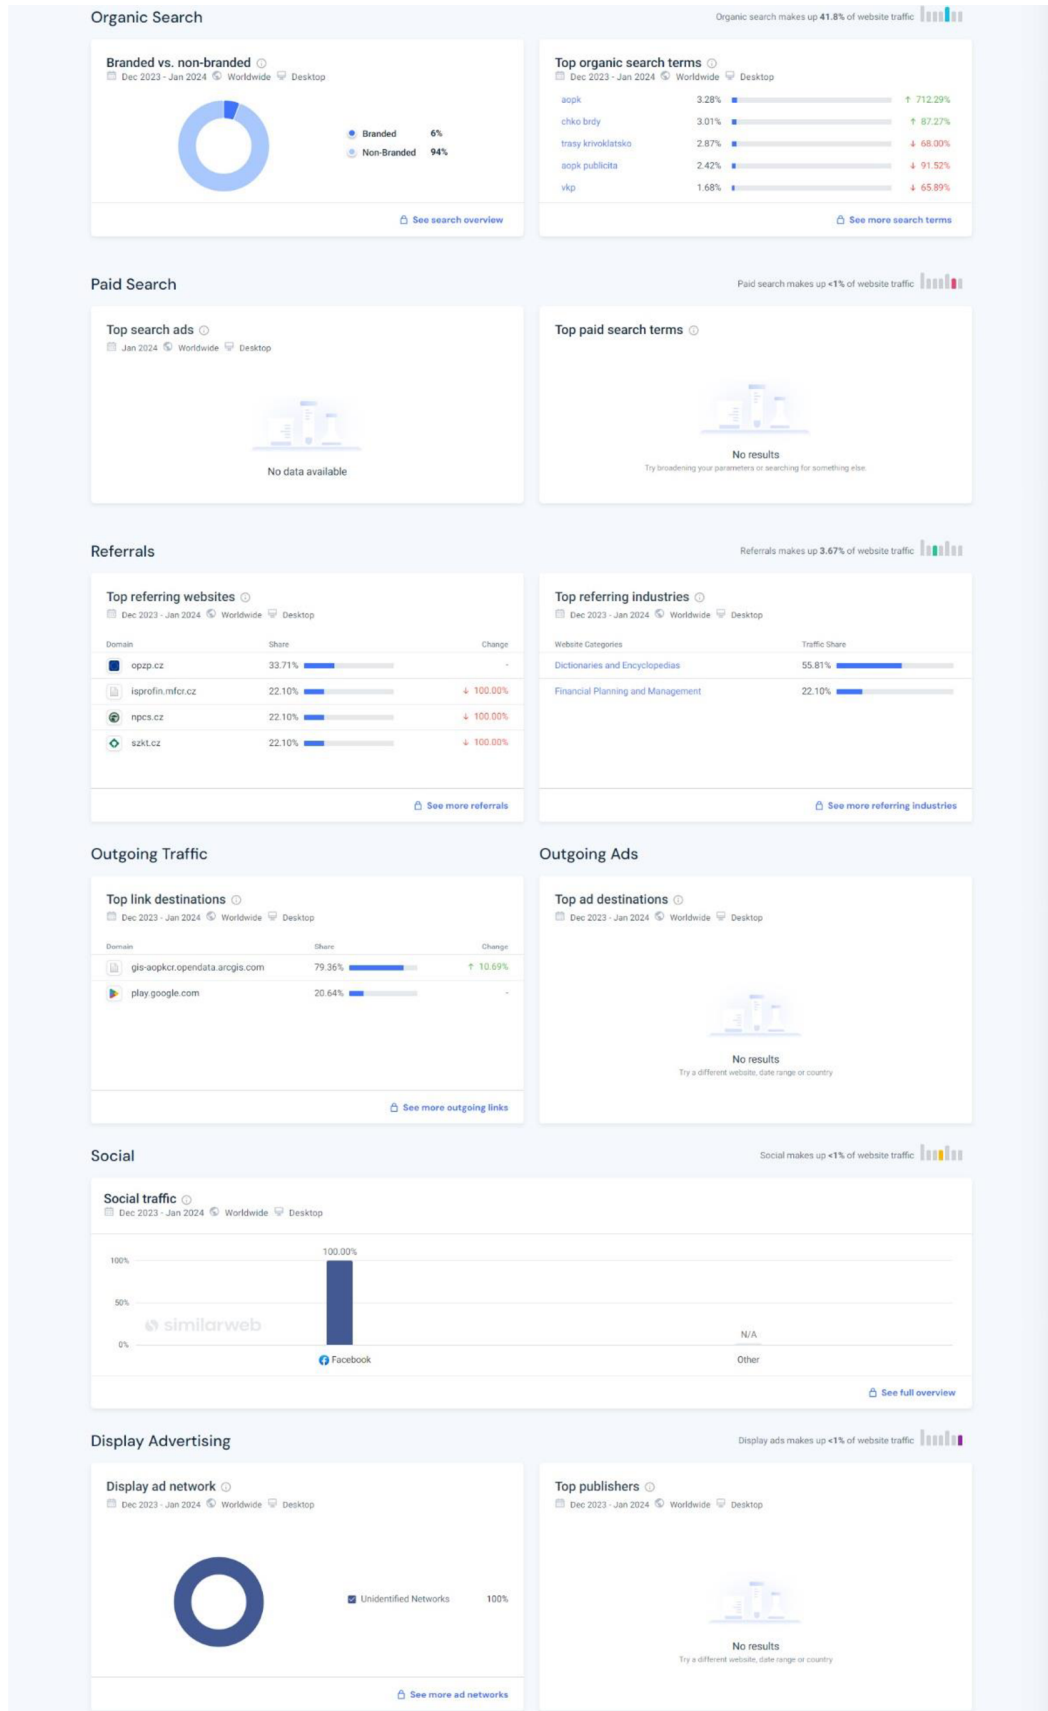 Organic Search
Organic search makes up 41.8% of website traffic
Branded vs. non-branded
Dec 2023 - Jan 2024 Worldwide Desktop
Branded 6%
Non-Branded 94%
See search overview
Top organic search terms
Dec 2023 - Jan 2024 Worldwide Desktop
aopk 3.28% ↑ 712.29%
chko brdy 3.01% ↑ 87.27%
trasy krivoklatsko 2.87% ↓ 68.00%
aopk publicita 2.42% ↓ 91.52%
vkp 1.68% ↓ 65.89%
See more search terms
Paid Search
Paid search makes up <1% of website traffic
Top search ads
Jan 2024 Worldwide Desktop
No data available
Top paid search terms
No results
Try broadening your parameters or searching for something else
Referrals
Referrals makes up 3.67% of website traffic
Top referring websites
Dec 2023 - Jan 2024 Worldwide Desktop
Domain Share Change
opzp.cz 33.71% -
isprofin.mfcr.cz 22.10% ↓ 100.00%
npcs.cz 22.10% ↓ 100.00%
szkt.cz 22.10% ↓ 100.00%
See more referrals
Top referring industries
Dec 2023 - Jan 2024 Worldwide Desktop
Website Categories Traffic Share
Dictionaries and Encyclopedias 55.81%
Financial Planning and Management 22.10%
See more referring industries
Outgoing Traffic
Top link destinations
Dec 2023 - Jan 2024 Worldwide Desktop
Domain Share Change
gis-aopkcr.opendata.arcgis.com 79.36% ↑ 10.69%
play.google.com 20.64% -
See more outgoing links
Outgoing Ads
Top ad destinations
Dec 2023 - Jan 2024 Worldwide Desktop
No results
Try a different website, date range or country
Social
Social makes up <1% of website traffic
Social traffic
Dec 2023 - Jan 2024 Worldwide Desktop
100.00%
100%
50%
similarweb
N/A
0%
Facebook Other
See full overview
Display Advertising
Display ads makes up <1% of website traffic
Display ad network
Dec 2023 - Jan 2024 Worldwide Desktop
Unidentified Networks 100%
See more ad networks
Top publishers
Dec 2023 - Jan 2024 Worldwide Desktop
No results
Try a different website, date range or country